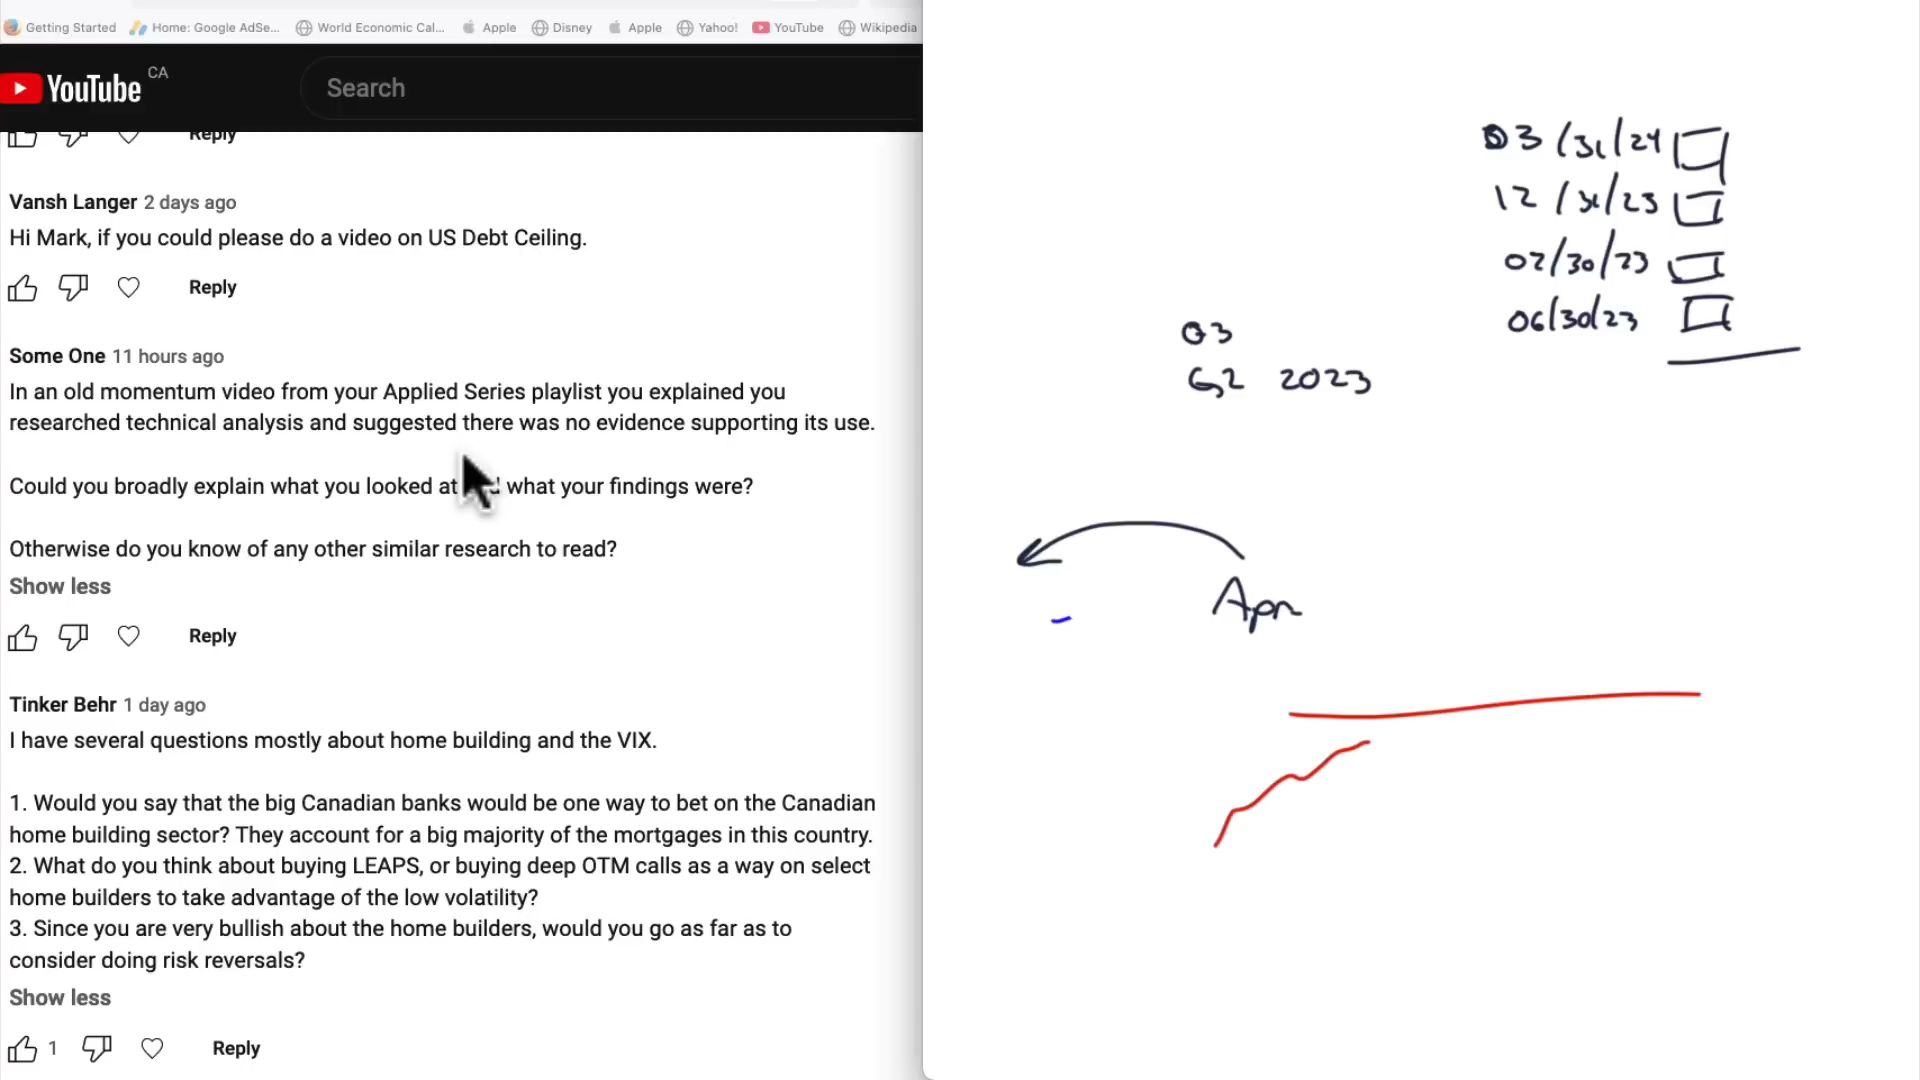 Getting Started Home: Google AdSe... World Economic Cal... Apple Disney Apple Yahoo! YouTube Wikipedia
YouTube CA
Search
Reply
Vansh Langer 2 days ago
Hi Mark, if you could please do a video on US Debt Ceiling.
Reply
Some One 11 hours ago
In an old momentum video from your Applied Series playlist you explained you
researched technical analysis and suggested there was no evidence supporting its use.
Could you broadly explain what you looked at what your findings were?
Otherwise do you know of any other similar research to read?
Show less
Reply
Tinker Behr 1 day ago
I have several questions mostly about home building and the VIX.
1. Would you say that the big Canadian banks would be one way to bet on the Canadian
home building sector? They account for a big majority of the mortgages in this country.
2. What do you think about buying LEAPS, or buying deep OTM calls as a way on select
home builders to take advantage of the low volatility?
3. Since you are very bullish about the home builders, would you go as far as to
consider doing risk reversals?
Show less
1 Reply
03/31/24
12/31/23
06/30/23
Q3
Q2 2023
Apr